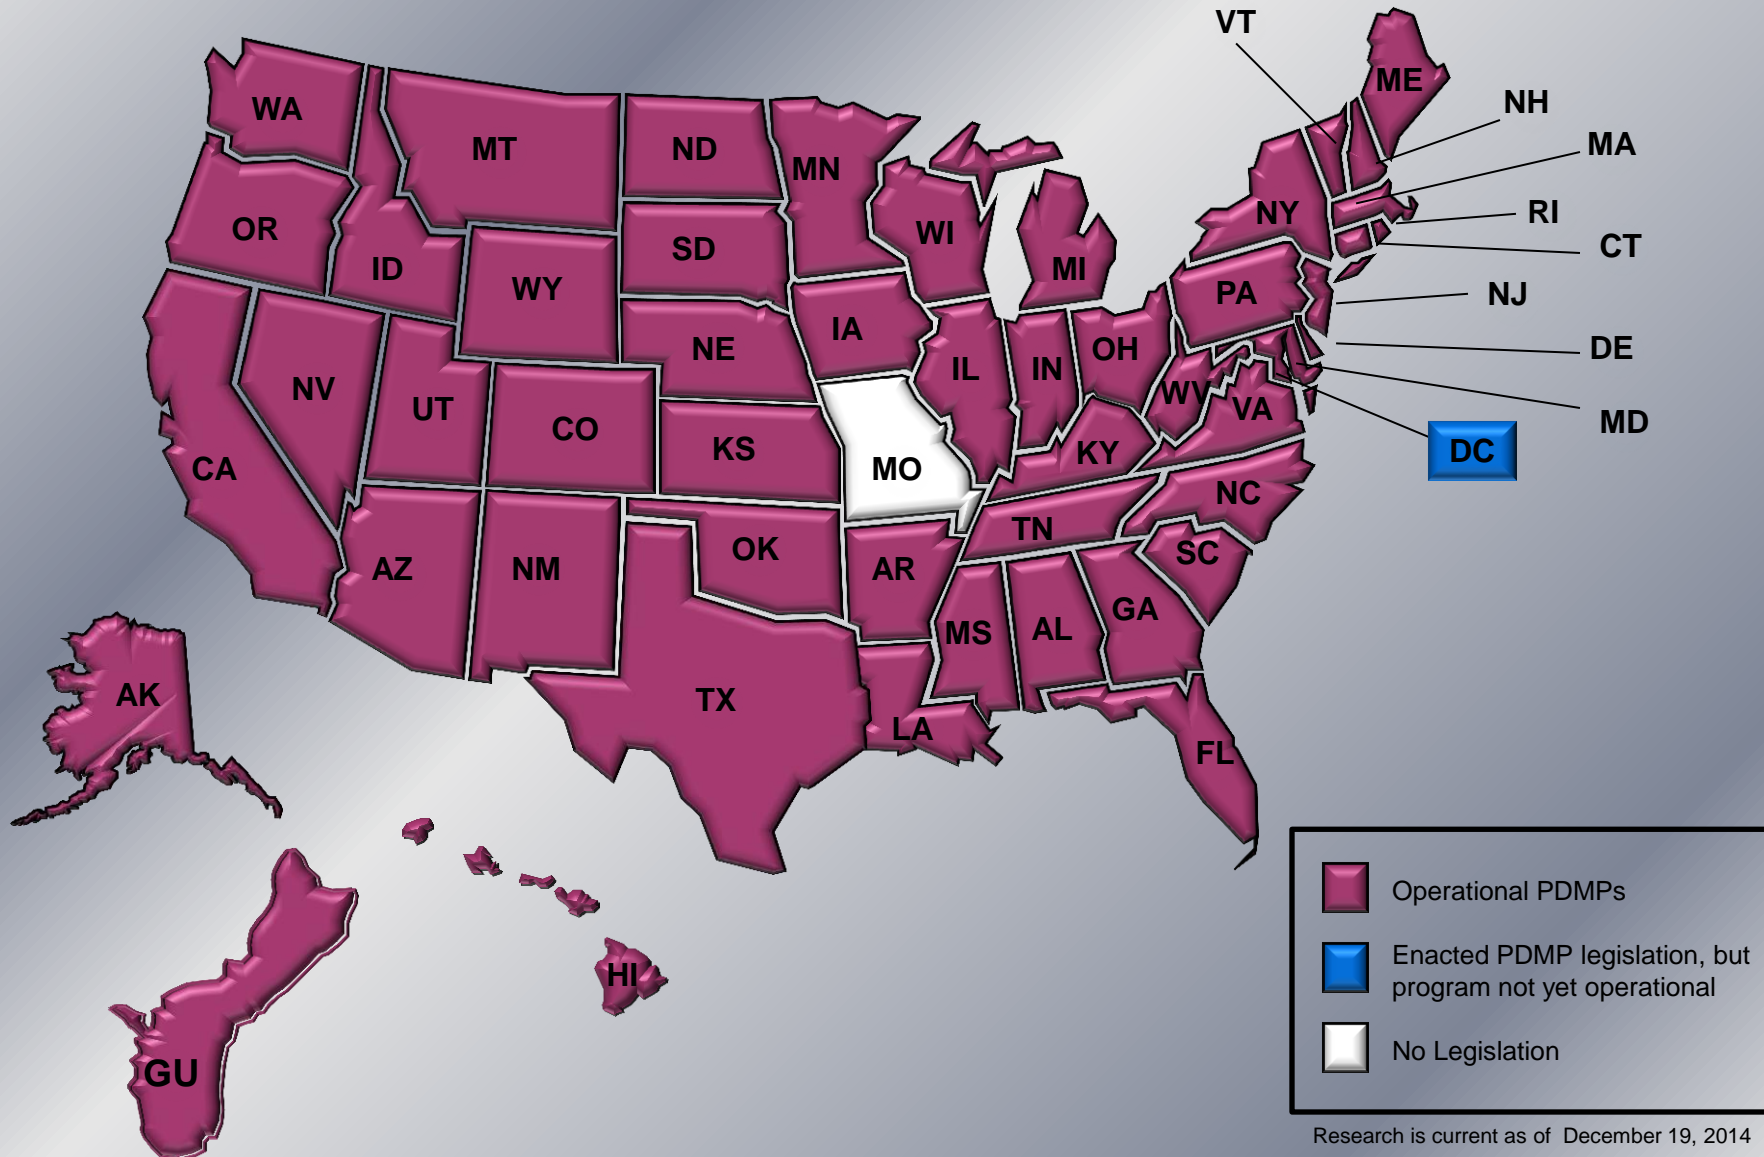 VT
ME
WA
NH
MT
ND
MA
MN
NY
RI
OR
WI
SD
CT
ID
MI
WY
PA
NJ
IA
NE
OH
DE
IL
IN
NV
WV
UT
VA
CO
MD
KS
DC
KY
CA
MO
NC
TN
OK
SC
AZ
NM
AR
GA
MS
AL
AK
TX
LA
FL
HI
GU
Operational PDMPs
Enacted PDMP legislation, but
program not yet operational
No Legislation
Research is current as of December 19, 2014